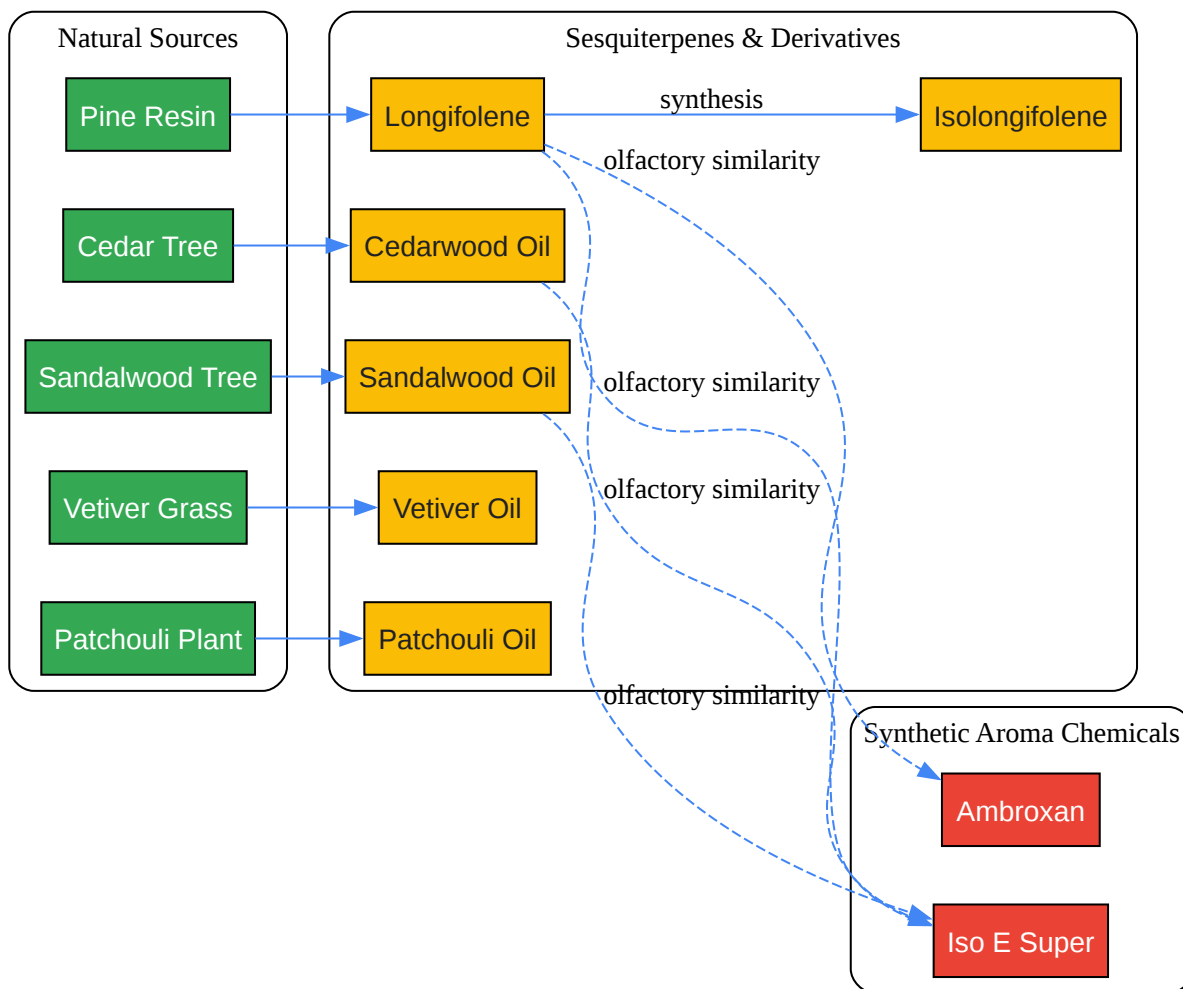 Natural Sources
Sesquiterpenes & Derivatives
Pine Resin
Longifolene
synthesis
Isolongifolene
olfactory similarity
Cedar Tree
Cedarwood Oil
Sandalwood Tree
Sandalwood Oil
olfactory similarity
Vetiver Grass
Vetiver Oil
olfactory similarity
Patchouli Plant
Patchouli Oil
olfactory similarity
Synthetic Aroma Chemicals
Ambroxan
Iso E Super